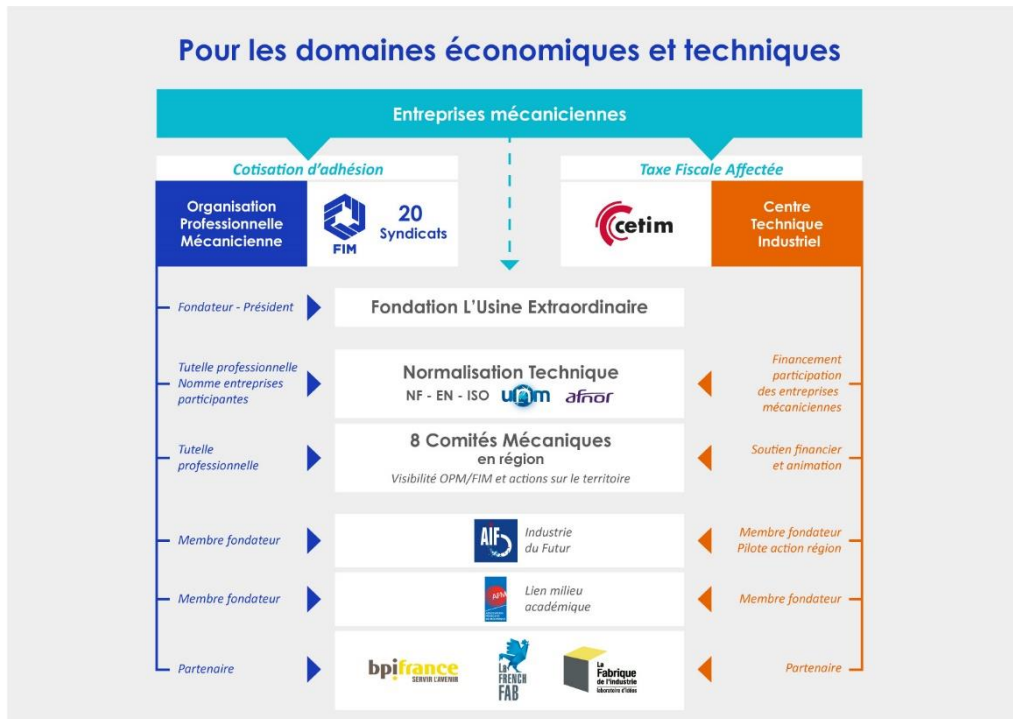 Pour les domaines économiques et techniques
Entreprises mécaniciennes
Cotisation d'adhésion
Taxe Fiscale Affectée
Organisation
Professionnelle
Mécanicienne
FIM
20
Syndicats
cetim
Centre
Technique
Industriel
Fondateur - Président
Fondation L'Usine Extraordinaire
Tutelle professionnelle
Nomme entreprises
participantes
Normalisation Technique
NF - EN - ISO unm afnor
Financement
participation
des entreprises
mécaniciennes
Tutelle
professionnelle
8 Comités Mécaniques
en région
Visibilité OPM/FIM et actions sur le territoire
Soutien financier
et animation
Membre fondateur
AIF
Industrie
du Futur
Membre fondateur
Pilote action région
Membre fondateur
AFM
Lien milieu
académique
Membre fondateur
Partenaire
bpifrance
SERVIR L'AVENIR
La
FRENCH
FAB
La
Fabrique
de l'industrie
laboratoire d'idées
Partenaire